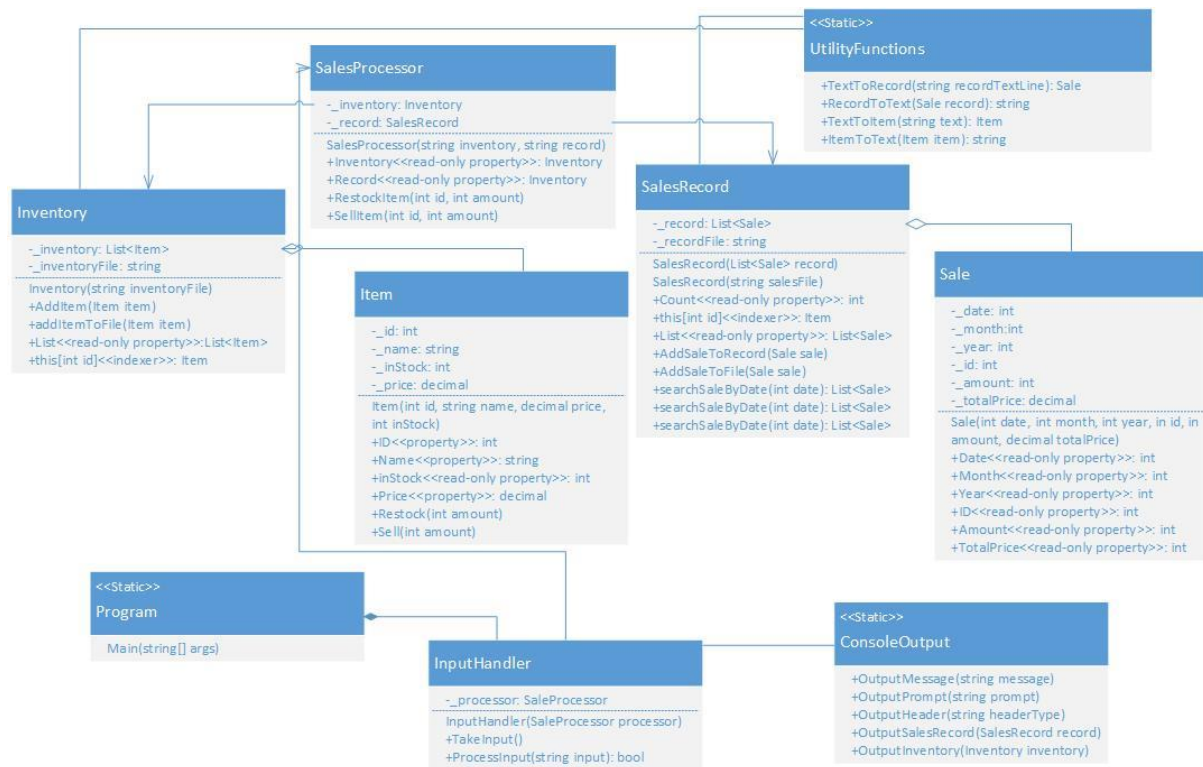 <<Static>>
UtilityFunctions
+TextToRecord(string recordTextLine): Sale
+RecordToText(Sale record): string
+TextToItem(string text): Item
+ItemToText(Item item): string
SalesProcessor
-_inventory: Inventory
-_record: SalesRecord
SalesProcessor(string inventory, string record)
+Inventory<<read-only property>>: Inventory
+Record<<read-only property>>: Inventory
+RestockItem(int id, int amount)
+SellItem(int id, int amount)
Inventory
-_inventory: List<Item>
-_inventoryFile: string
Inventory(string inventoryFile)
+AddItem(Item item)
+addItemToFile(Item item)
+List<<read-only property>>:List<Item>
+this[int id]<<indexer>>: Item
SalesRecord
-_record: List<Sale>
-_recordFile: string
SalesRecord(List<Sale> record)
SalesRecord(string salesFile)
+Count<<read-only property>>: int
+this[int id]<<indexer>>: Item
+List<<read-only property>>: List<Sale>
+AddSaleToRecord(Sale sale)
+AddSaleToFile(Sale sale)
+searchSaleByDate(int date): List<Sale>
+searchSaleByDate(int date): List<Sale>
+searchSaleByDate(int date): List<Sale>
Item
-_id: int
-_name: string
-_inStock: int
-_price: decimal
Item(int id, string name, decimal price,
int inStock)
+ID<<property>>: int
+Name<<property>>: string
+inStock<<read-only property>>: int
+Price<<property>>: decimal
+Restock(int amount)
+Sell(int amount)
Sale
-_date: int
-_month:int
-_year: int
-_id: int
-_amount: int
-_totalPrice: decimal
Sale(int date, int month, int year, in id, in
amount, decimal totalPrice)
+Date<<read-only property>>: int
+Month<<read-only property>>: int
+Year<<read-only property>>: int
+ID<<read-only property>>: int
+Amount<<read-only property>>: int
+TotalPrice<<read-only property>>: int
<<Static>>
Program
Main(string[] args)
InputHandler
-_processor: SaleProcessor
InputHandler(SaleProcessor processor)
+TakeInput()
+ProcessInput(string input): bool
<<Static>>
ConsoleOutput
+OutputMessage(string message)
+OutputPrompt(string prompt)
+OutputHeader(string headerType)
+OutputSalesRecord(SalesRecord record)
+OutputInventory(Inventory inventory)